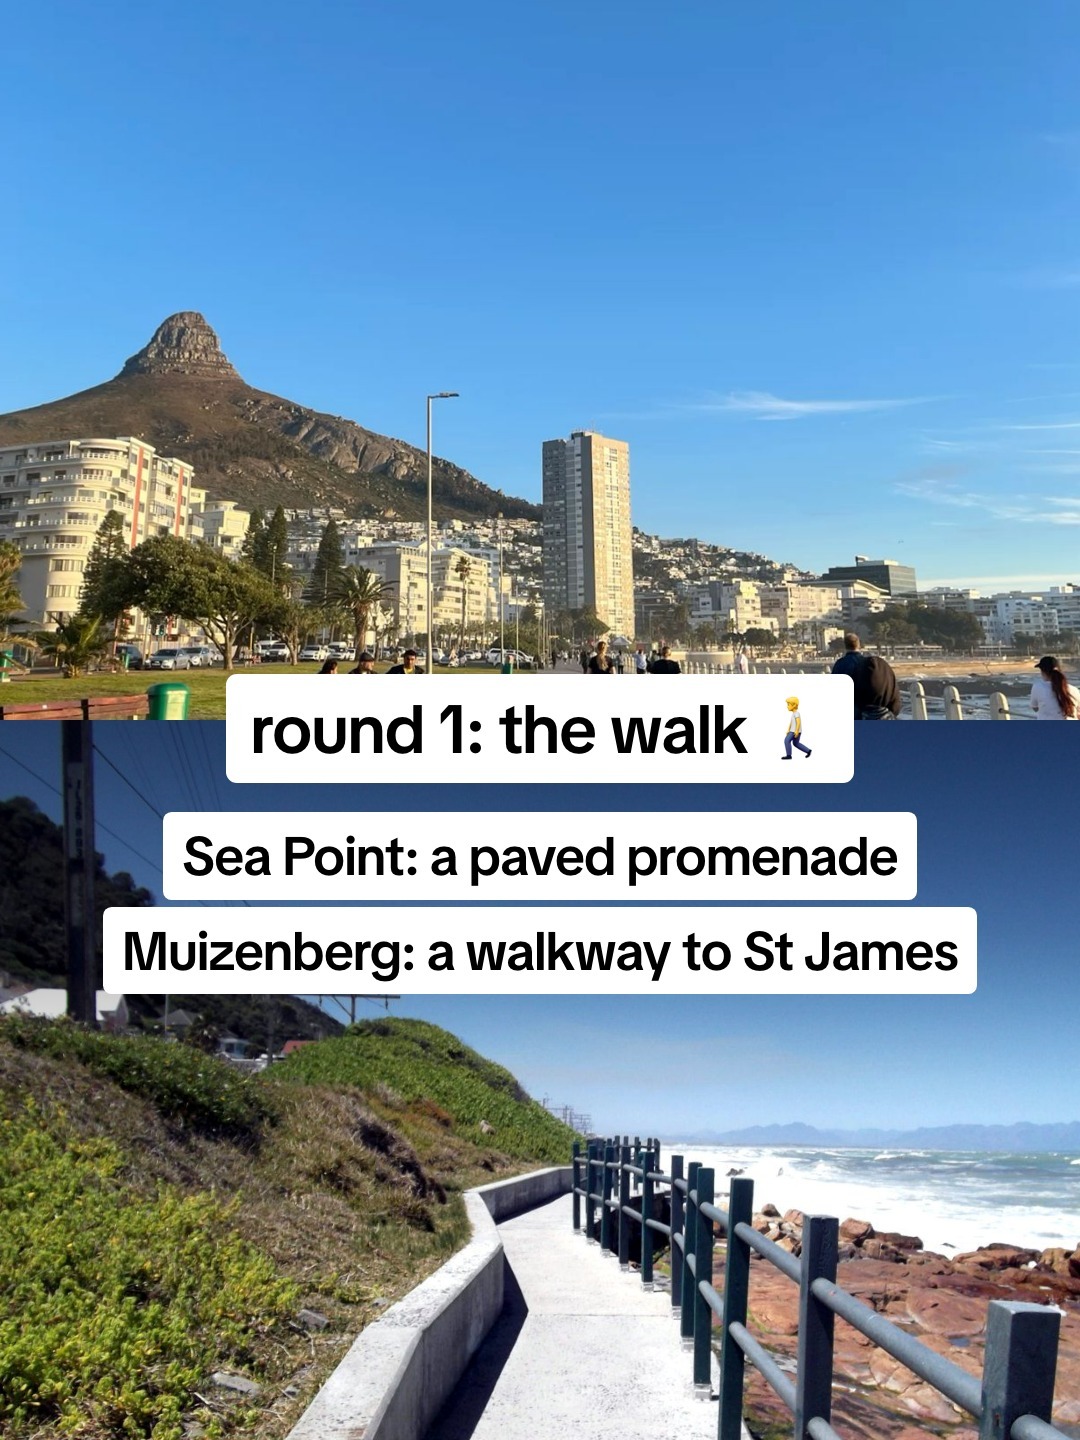 round 1: the walk 🚶
Sea Point: a paved promenade
Muizenberg: a walkway to St James